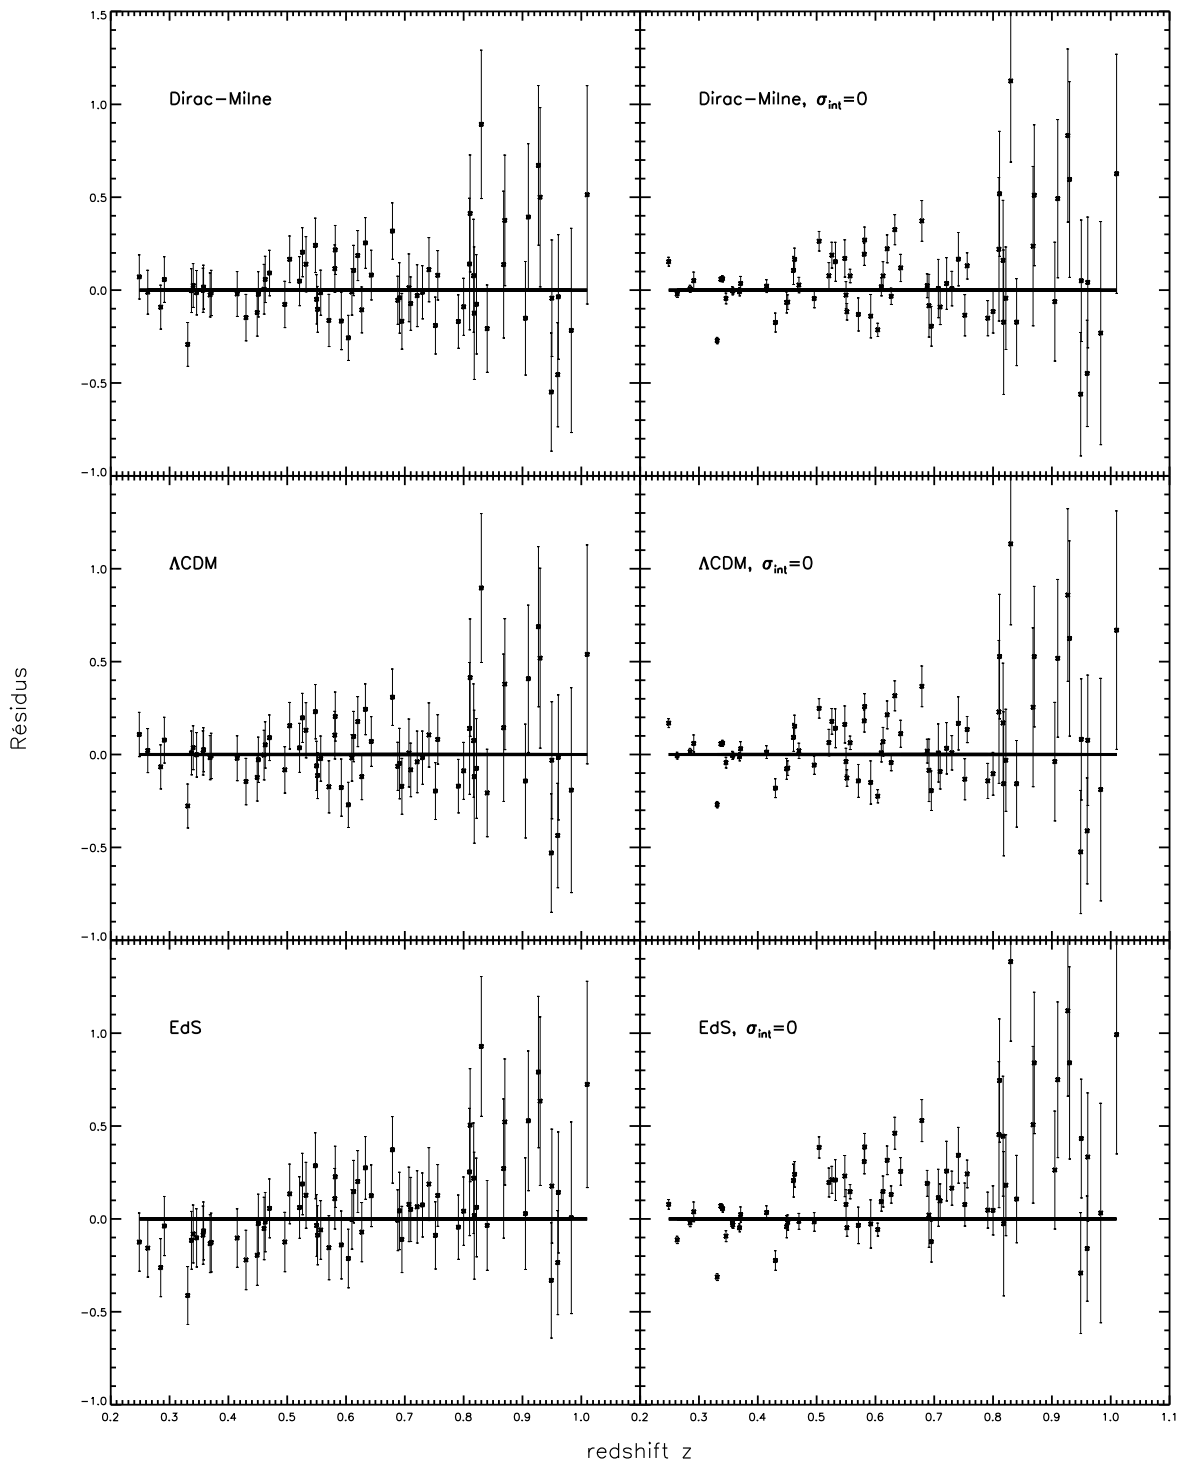 1.5
1.0
0.5
0.0
−0.5
−1.0
Dirac−Milne
Dirac−Milne, σint=0
1.0
0.5
0.0
−0.5
−1.0
ΛCDM
ΛCDM, σint=0
1.0
0.5
0.0
−0.5
−1.0
EdS
EdS, σint=0
Résidus
0.2 0.3 0.4 0.5 0.6 0.7 0.8 0.9 1.0
0.2 0.3 0.4 0.5 0.6 0.7 0.8 0.9 1.0 1.1
redshift z